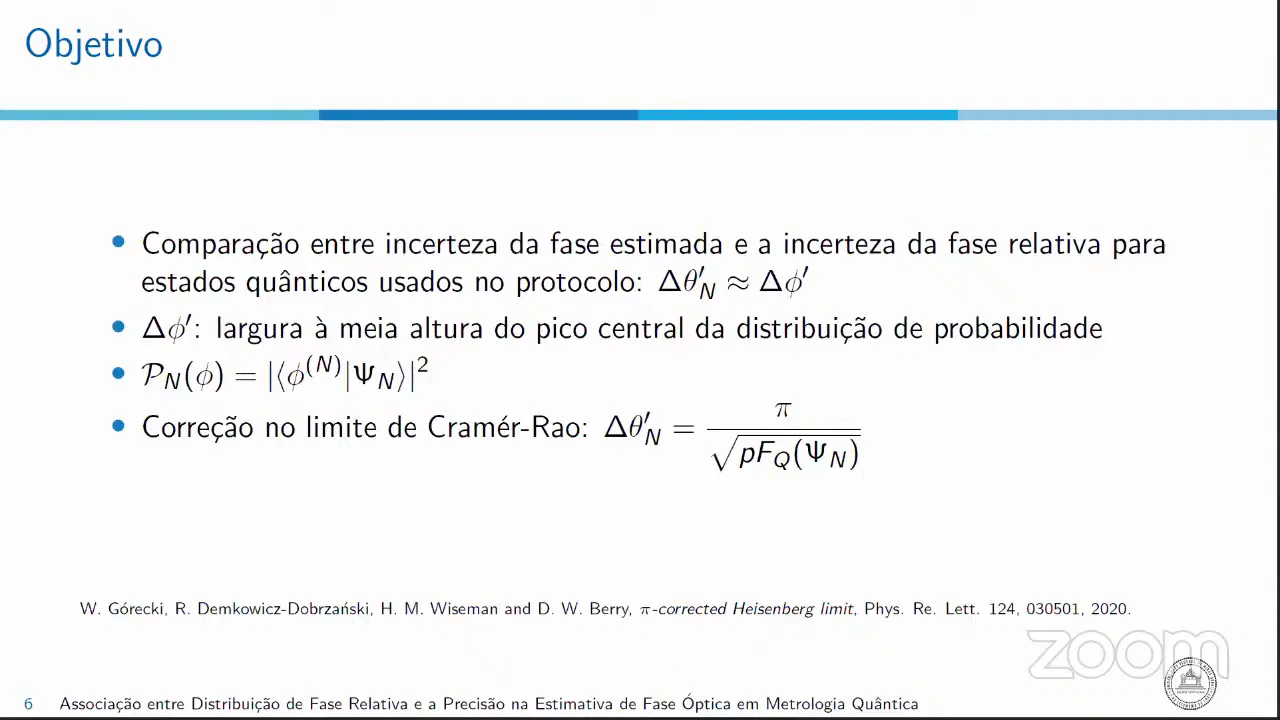 Objetivo
• Comparação entre incerteza da fase estimada e a incerteza da fase relativa para
estados quânticos usados no protocolo: Δθ′_N ≈ Δϕ′
• Δϕ′: largura à meia altura do pico central da distribuição de probabilidade
• 𝒫_N(ϕ) = |⟨ϕ^(N)|Ψ_N⟩|²
• Correção no limite de Cramér-Rao: Δθ′_N = π / √(pF_Q(Ψ_N))
W. Górecki, R. Demkowicz-Dobrzański, H. M. Wiseman and D. W. Berry, π-corrected Heisenberg limit, Phys. Re. Lett. 124, 030501, 2020.
zoom
6 Associação entre Distribuição de Fase Relativa e a Precisão na Estimativa de Fase Óptica em Metrologia Quântica